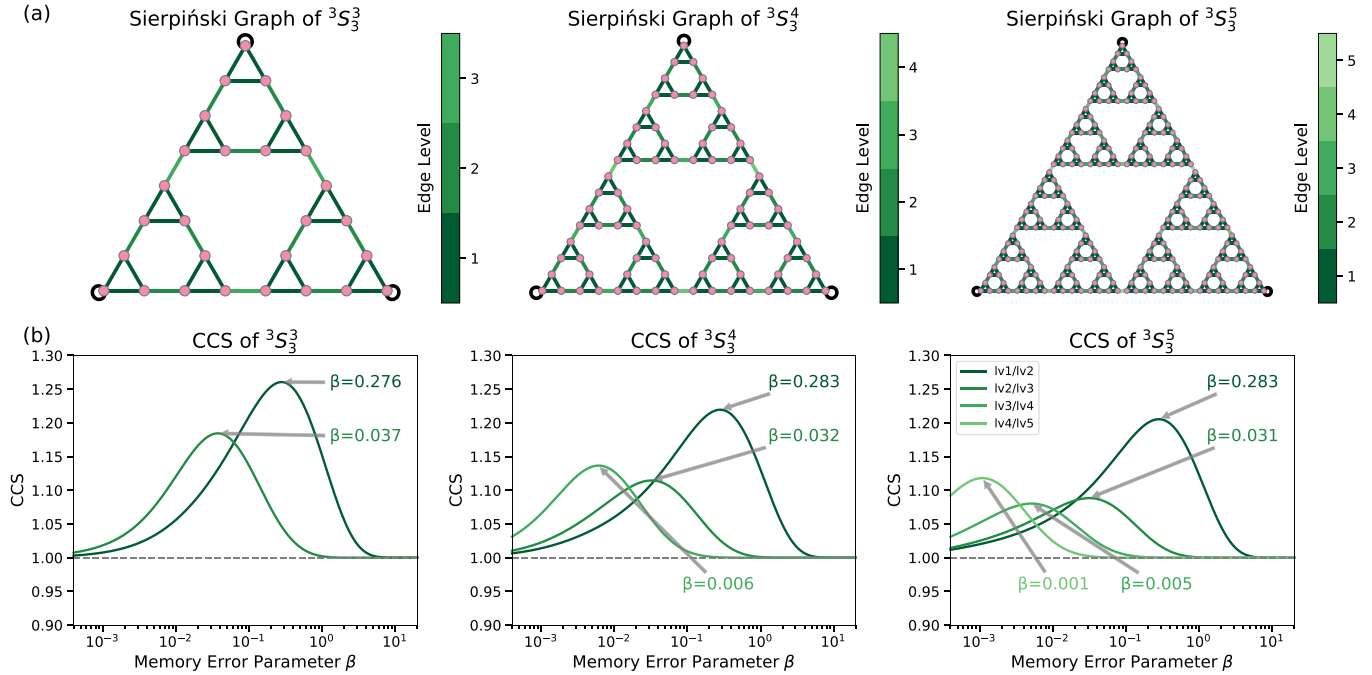 (a)
Sierpiński Graph of ³S₃³
Sierpiński Graph of ³S₃⁴
Sierpiński Graph of ³S₃⁵
3
2
1
Edge Level
4
3
2
1
Edge Level
5
4
3
2
1
Edge Level
(b)
CCS of ³S₃³
1.30
1.25
1.20
1.15
1.10
1.05
1.00
0.95
0.90
CCS
β=0.276
β=0.037
10⁻³ 10⁻² 10⁻¹ 10⁰ 10¹
Memory Error Parameter β
CCS of ³S₃⁴
1.30
1.25
1.20
1.15
1.10
1.05
1.00
0.95
0.90
CCS
β=0.283
β=0.032
β=0.006
10⁻³ 10⁻² 10⁻¹ 10⁰ 10¹
Memory Error Parameter β
CCS of ³S₃⁵
1.30
1.25
1.20
1.15
1.10
1.05
1.00
0.95
0.90
CCS
lv1/lv2
lv2/lv3
lv3/lv4
lv4/lv5
β=0.283
β=0.031
β=0.001
β=0.005
10⁻³ 10⁻² 10⁻¹ 10⁰ 10¹
Memory Error Parameter β